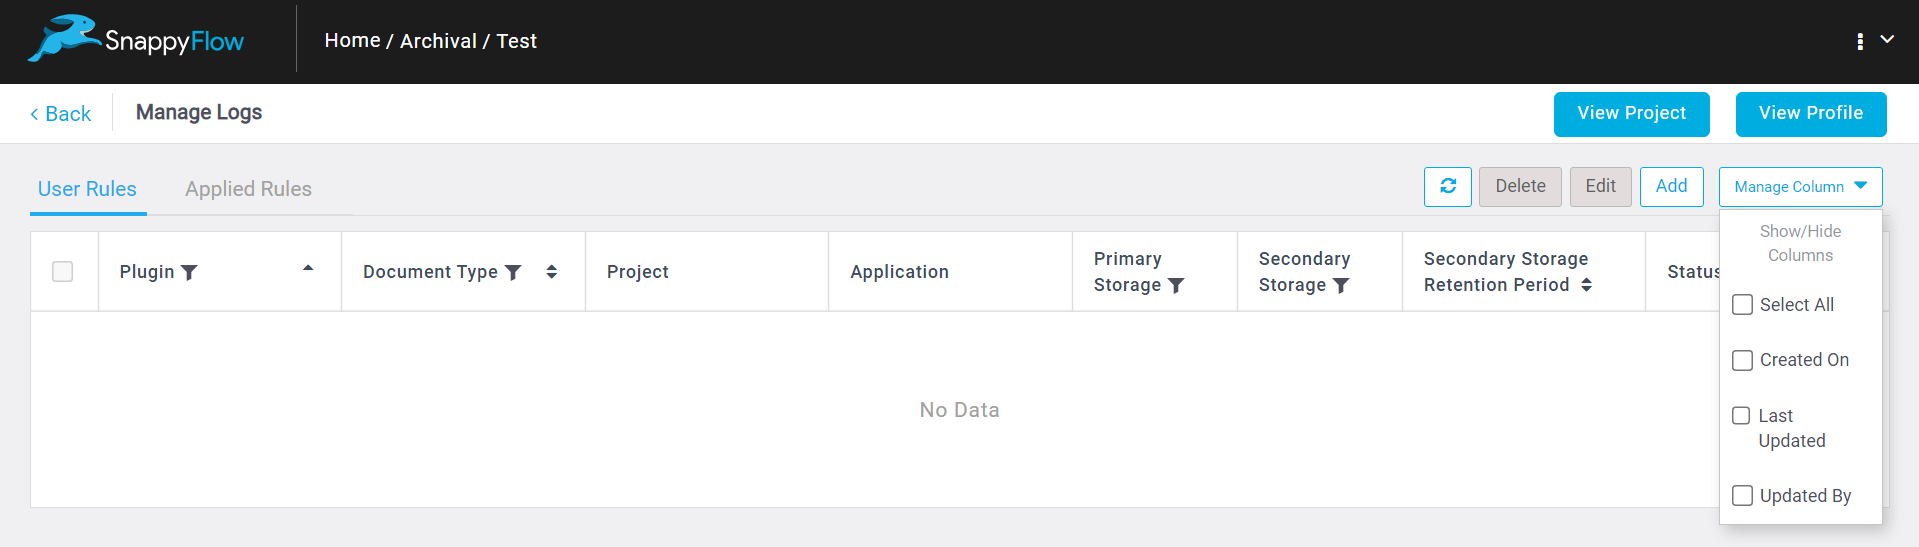 SnappyFlow
Home / Archival / Test
Back
Manage Logs
View Project
View Profile
User Rules
Applied Rules
Delete
Edit
Add
Manage Column
Show/Hide
Columns
Select All
Created On
Last
Updated
Updated By
Plugin
Document Type
Project
Application
Primary
Storage
Secondary
Storage
Secondary Storage
Retention Period
Status
No Data